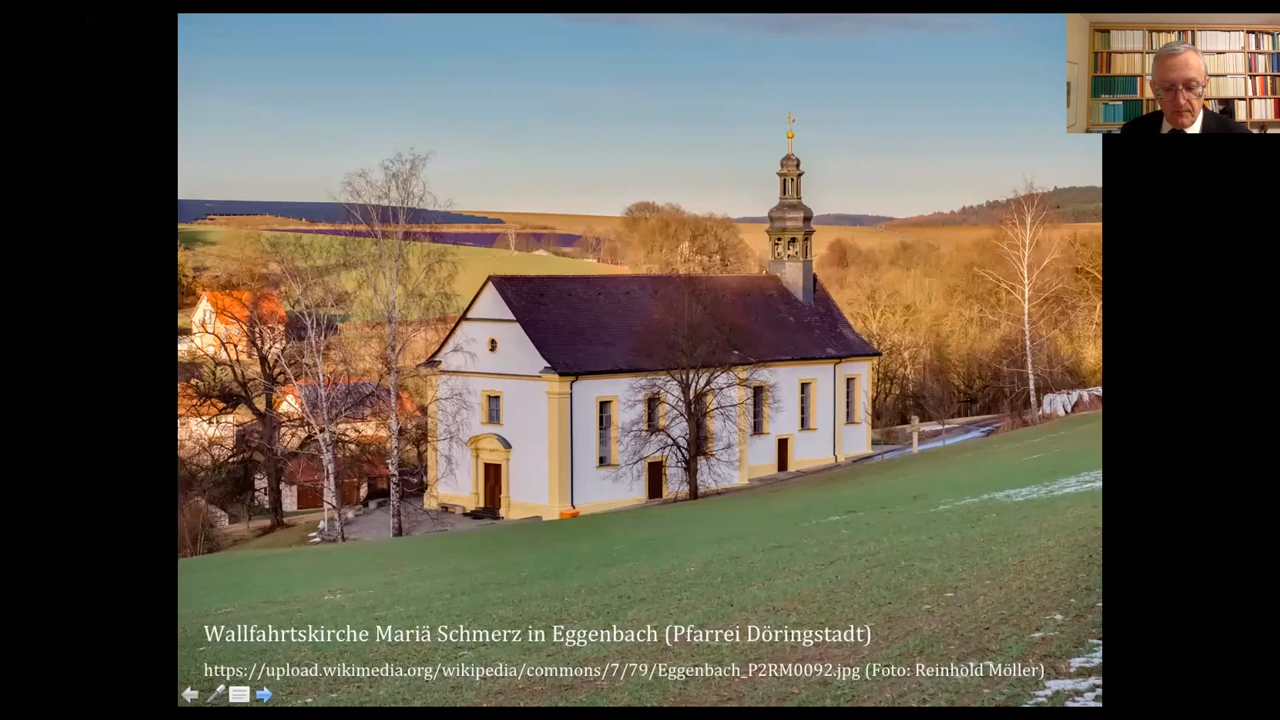 Wallfahrtskirche Mariä Schmerz in Eggenbach (Pfarrei Döringstadt)
https://upload.wikimedia.org/wikipedia/commons/7/79/Eggenbach_P2RM0092.jpg (Foto: Reinhold Möller)